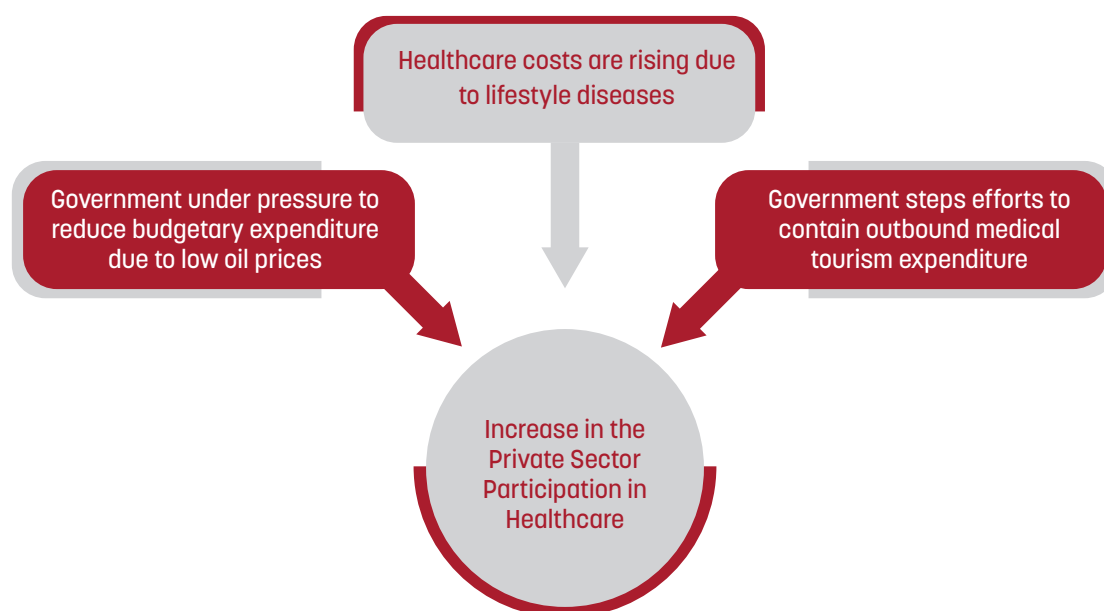 Healthcare costs are rising due
to lifestyle diseases
Government under pressure to
reduce budgetary expenditure
due to low oil prices
Government steps efforts to
contain outbound medical
tourism expenditure
Increase in the
Private Sector
Participation in
Healthcare